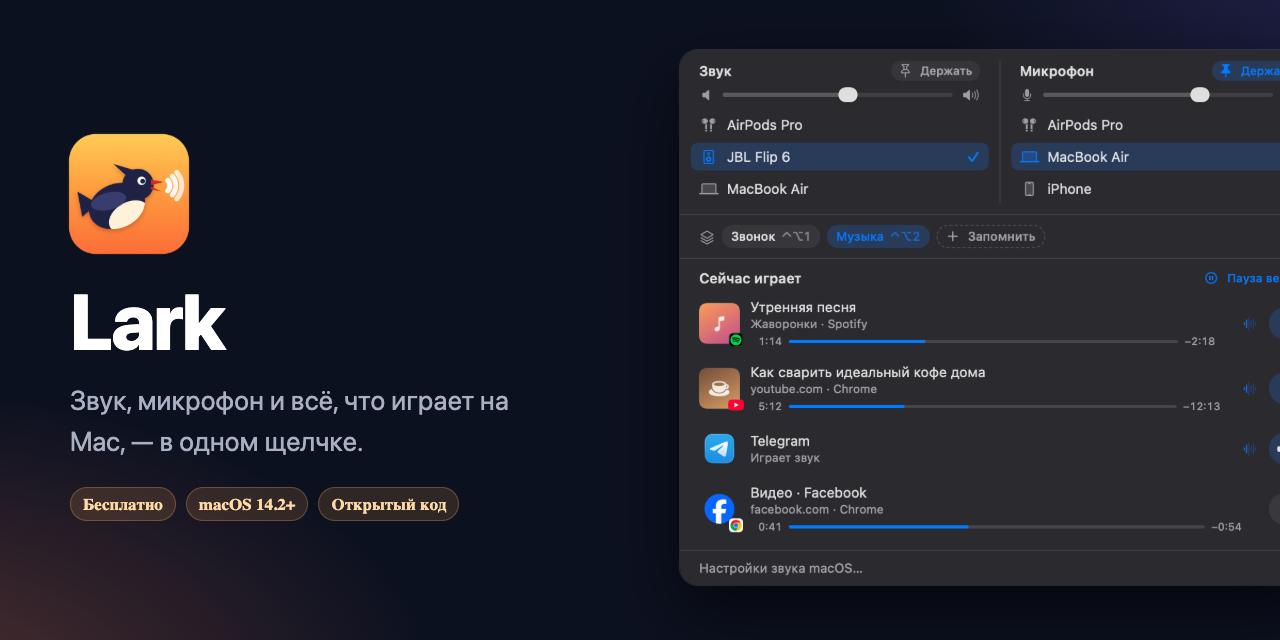 Lark
Звук, микрофон и всё, что играет на
Mac, — в одном щелчке.
Бесплатно
macOS 14.2+
Открытый код
Звук
Держать
AirPods Pro
JBL Flip 6
MacBook Air
Микрофон
AirPods Pro
MacBook Air
iPhone
Звонок ^⌥1
Музыка ^⌥2
+ Запомнить
Сейчас играет
Пауза
Утренняя песня
Жаворонки · Spotify
1:14
−2:18
Как сварить идеальный кофе дома
youtube.com · Chrome
5:12
−12:13
Telegram
Играет звук
Видео · Facebook
facebook.com · Chrome
0:41
−0:54
Настройки звука macOS...